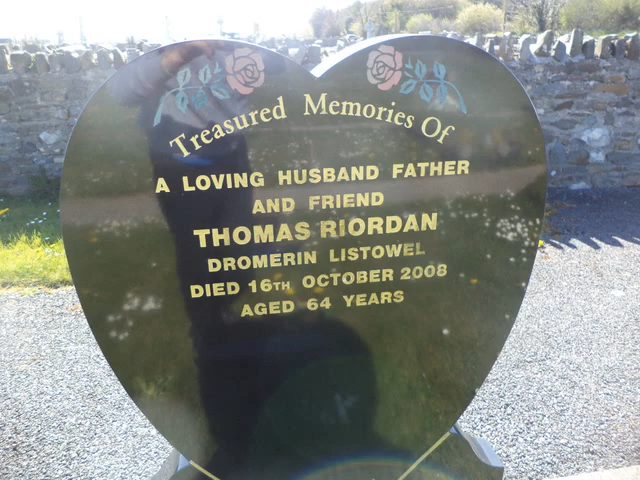 Treasured Memories Of
A LOVING HUSBAND FATHER
AND FRIEND
THOMAS RIORDAN
DROMERIN LISTOWEL
DIED 16TH OCTOBER 2008
AGED 64 YEARS